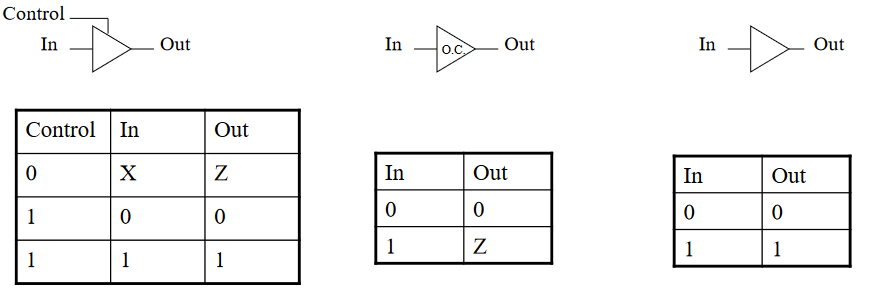 Control
In Out
In O.C. Out
In Out
Control In Out
0 X Z
1 0 0
1 1 1
In Out
0 0
1 Z
In Out
0 0
1 1